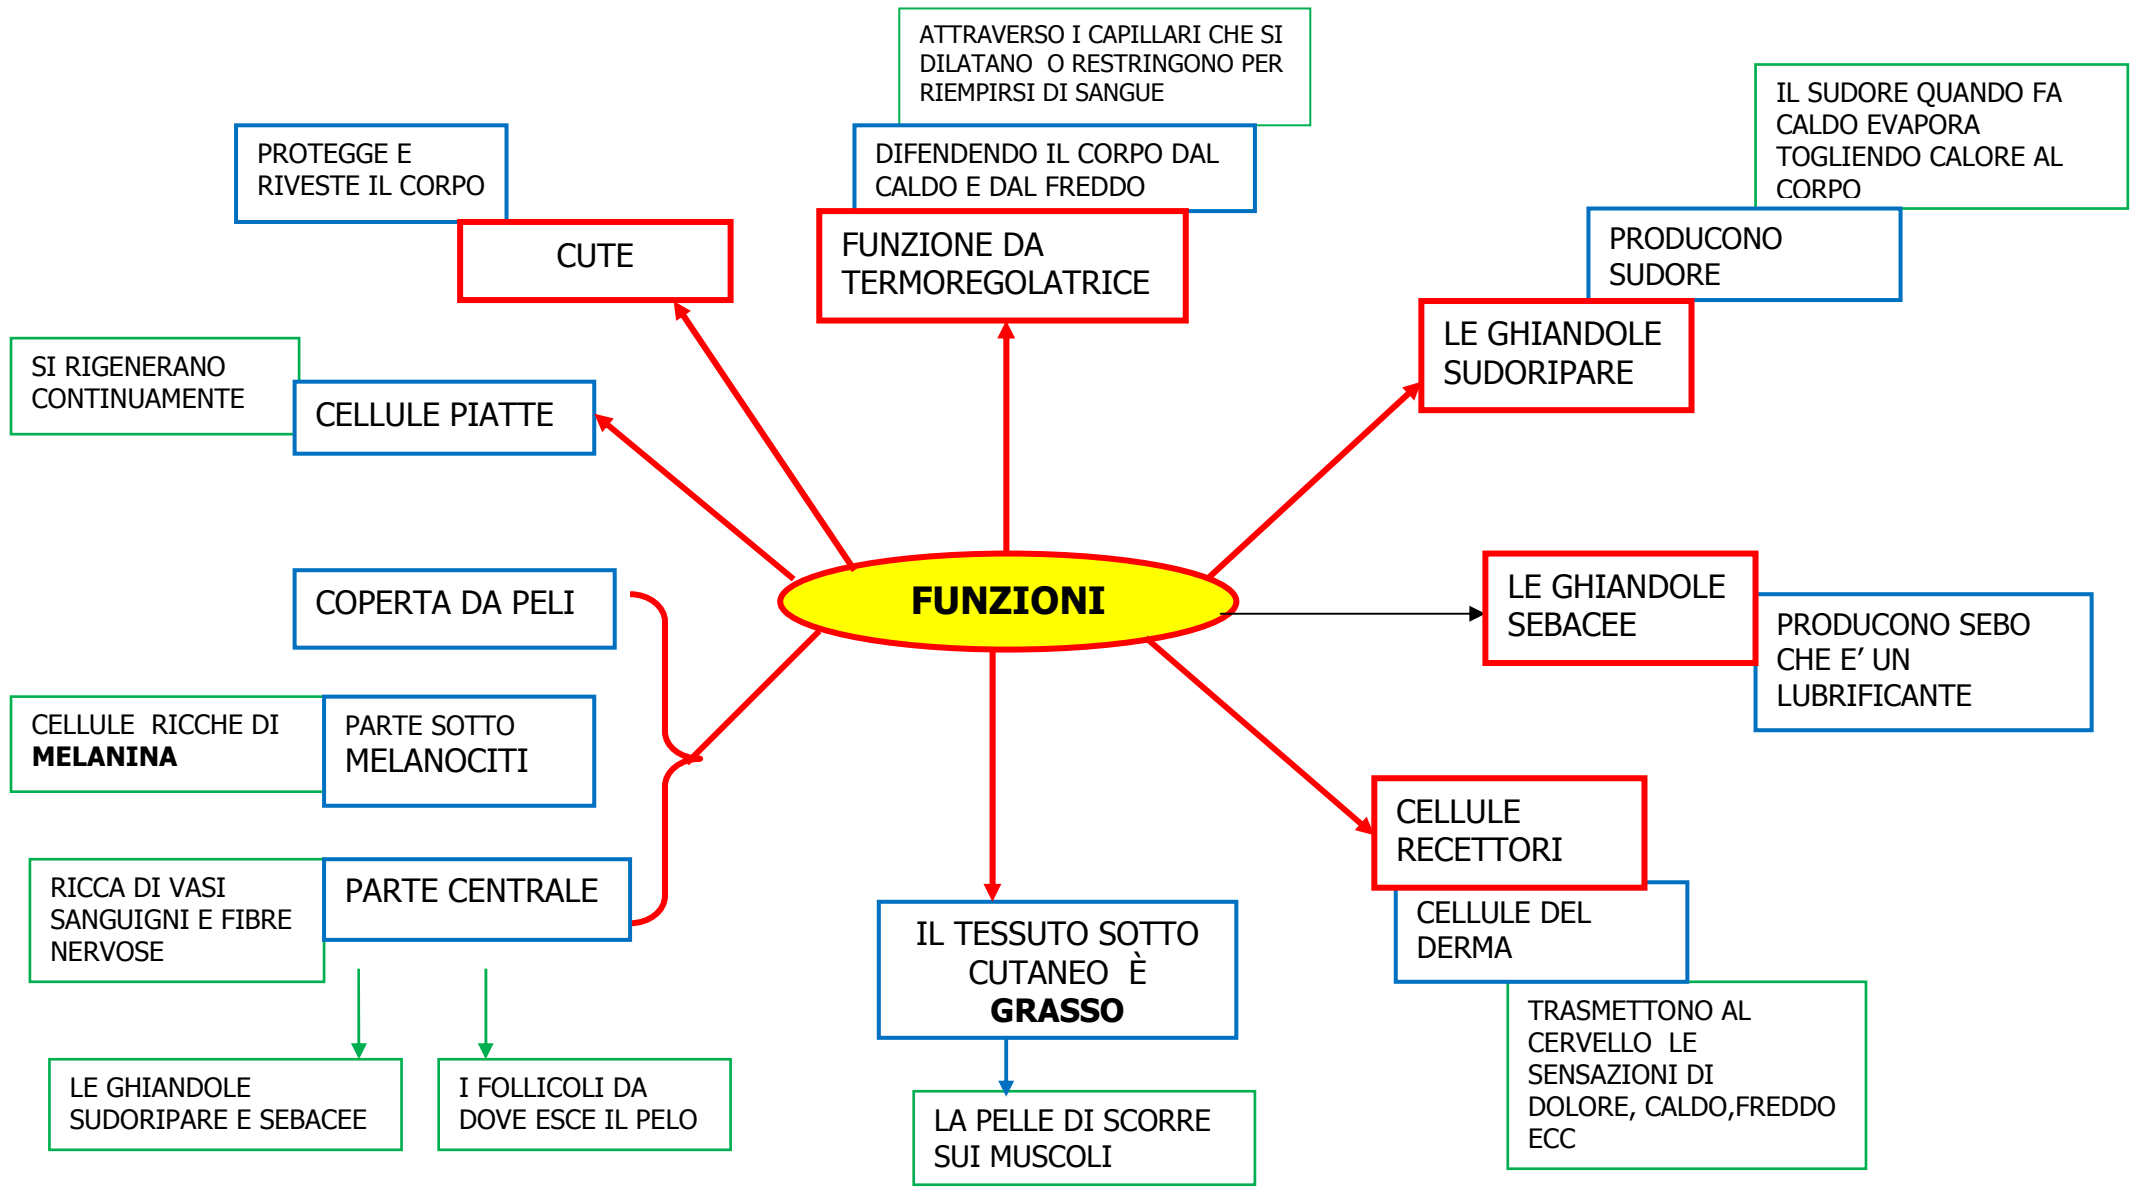 ATTRAVERSO I CAPILLARI CHE SI
DILATANO  O RESTRINGONO PER
RIEMPIRSI DI SANGUE
DIFENDENDO IL CORPO DAL
CALDO E DAL FREDDO
FUNZIONE DA
TERMOREGOLATRICE
PROTEGGE E
RIVESTE IL CORPO
CUTE
IL SUDORE QUANDO FA
CALDO EVAPORA
TOGLIENDO CALORE AL
CORPO
PRODUCONO
SUDORE
LE GHIANDOLE
SUDORIPARE
SI RIGENERANO
CONTINUAMENTE
CELLULE PIATTE
FUNZIONI
COPERTA DA PELI
LE GHIANDOLE
SEBACEE
PRODUCONO SEBO
CHE E’ UN
LUBRIFICANTE
CELLULE  RICCHE DI
MELANINA
PARTE SOTTO
MELANOCITI
CELLULE
RECETTORI
CELLULE DEL
DERMA
TRASMETTONO AL
CERVELLO  LE
SENSAZIONI DI
DOLORE, CALDO,FREDDO
ECC
RICCA DI VASI
SANGUIGNI E FIBRE
NERVOSE
PARTE CENTRALE
LE GHIANDOLE
SUDORIPARE E SEBACEE
I FOLLICOLI DA
DOVE ESCE IL PELO
IL TESSUTO SOTTO
CUTANEO  È
GRASSO
LA PELLE DI SCORRE
SUI MUSCOLI